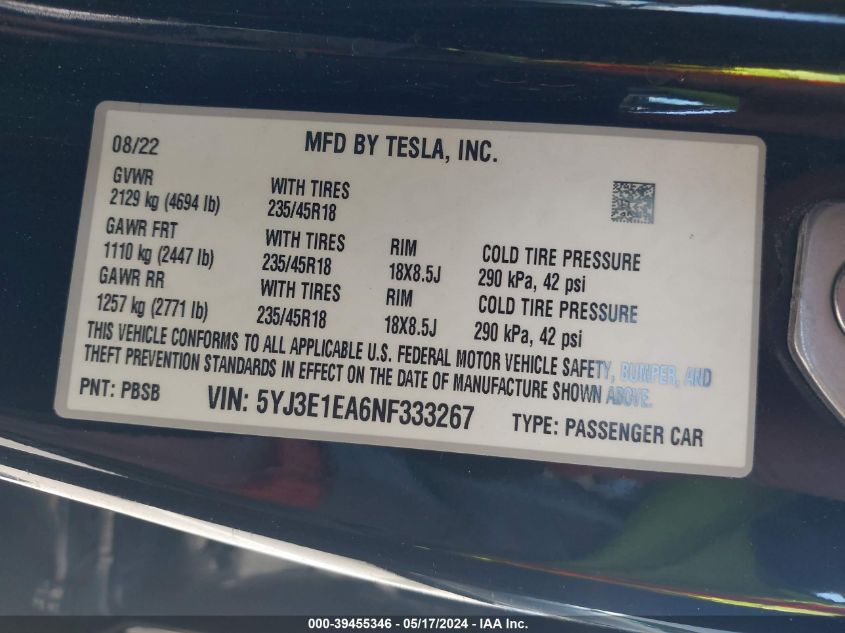 08/22
MFD BY TESLA, INC.
GVWR
2129 kg (4694 lb)
WITH TIRES
235/45R18
GAWR FRT
1110 kg (2447 lb)
WITH TIRES
235/45R18
RIM
18X8.5J
COLD TIRE PRESSURE
290 kPa, 42 psi
GAWR RR
1257 kg (2771 lb)
WITH TIRES
235/45R18
RIM
18X8.5J
COLD TIRE PRESSURE
290 kPa, 42 psi
THIS VEHICLE CONFORMS TO ALL APPLICABLE U.S. FEDERAL MOTOR VEHICLE SAFETY, BUMPER, AND
THEFT PREVENTION STANDARDS IN EFFECT ON THE DATE OF MANUFACTURE SHOWN ABOVE.
PNT: PBSB
VIN: 5YJ3E1EA6NF333267
TYPE: PASSENGER CAR
000-39455346 - 05/17/2024 - IAA Inc.